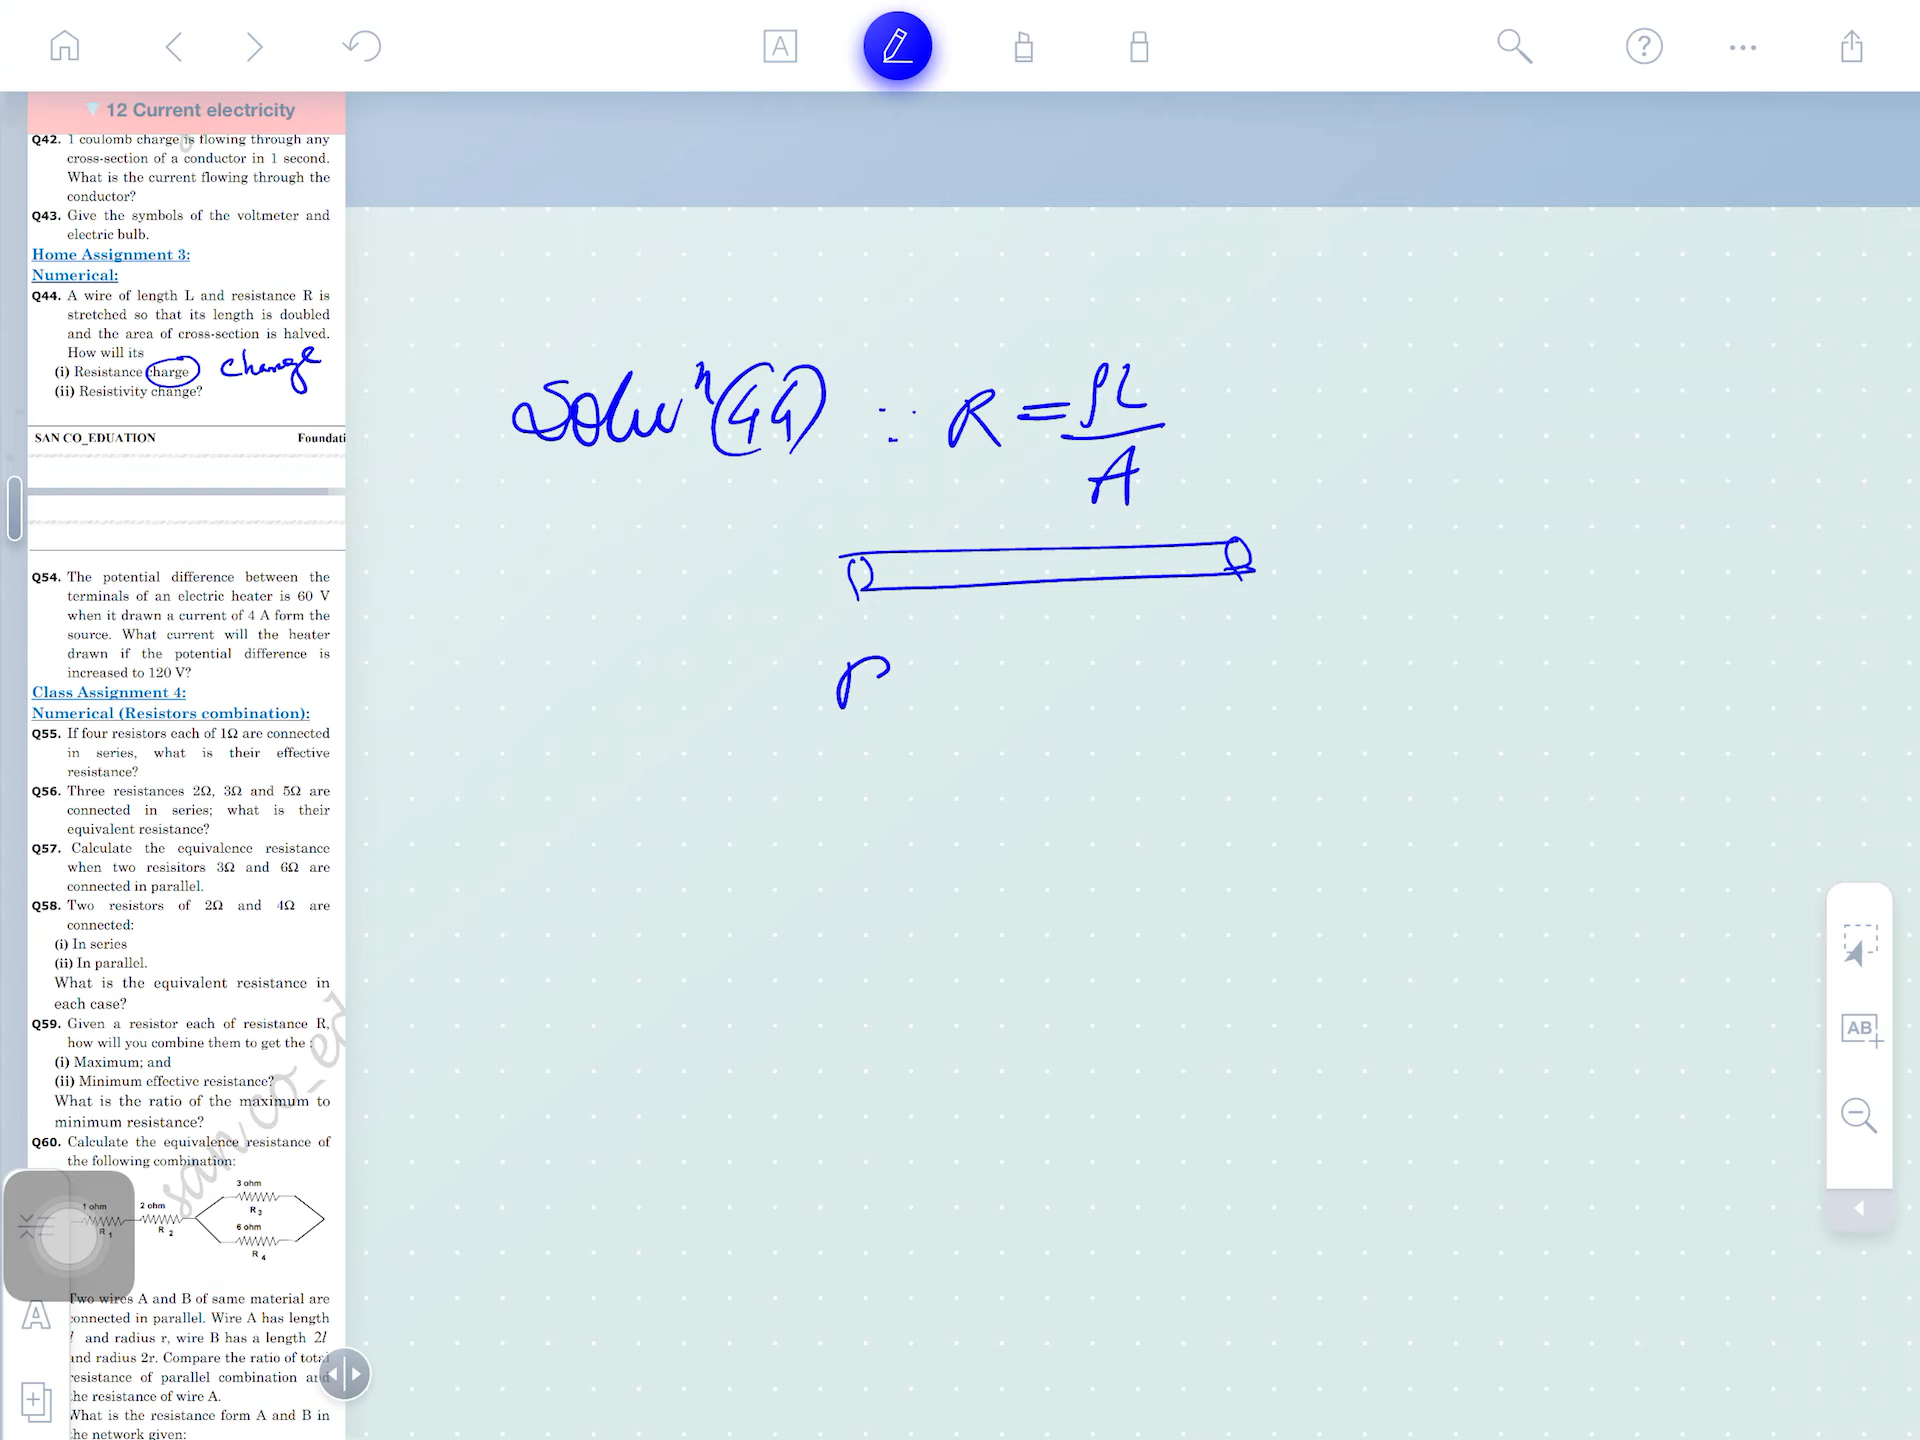 12 Current electricity
Q42. 1 coulomb charge is flowing through any
cross-section of a conductor in 1 second.
What is the current flowing through the
conductor?
Q43. Give the symbols of the voltmeter and
electric bulb.
Home Assignment 3:
Numerical:
Q44. A wire of length L and resistance R is
stretched so that its length is doubled
and the area of cross-section is halved.
How will its
(i) Resistance charge change
(ii) Resistivity change?
SAN CO_EDUATION Foundati
Q54. The potential difference between the
terminals of an electric heater is 60 V
when it drawn a current of 4 A form the
source. What current will the heater
drawn if the potential difference is
increased to 120 V?
Class Assignment 4:
Numerical (Resistors combination):
Q55. If four resistors each of 1Ω are connected
in series, what is their effective
resistance?
Q56. Three resistances 2Ω, 3Ω and 5Ω are
connected in series; what is their
equivalent resistance?
Q57. Calculate the equivalence resistance
when two resisitors 3Ω and 6Ω are
connected in parallel.
Q58. Two resistors of 2Ω and 4Ω are
connected:
(i) In series
(ii) In parallel.
What is the equivalent resistance in
each case?
Q59. Given a resistor each of resistance R,
how will you combine them to get the :
(i) Maximum; and
(ii) Minimum effective resistance?
What is the ratio of the maximum to
minimum resistance?
Q60. Calculate the equivalence resistance of
the following combination:
3 ohm
R 3
1 ohm 2 ohm
R 1 R 2
6 ohm
R 4
Two wires A and B of same material are
connected in parallel. Wire A has length
l and radius r, wire B has a length 2l
and radius 2r. Compare the ratio of total
resistance of parallel combination and
the resistance of wire A.
What is the resistance form A and B in
the network given:
san co_ed
Soluⁿ (44) ∵ R = ρL
A
A
AB